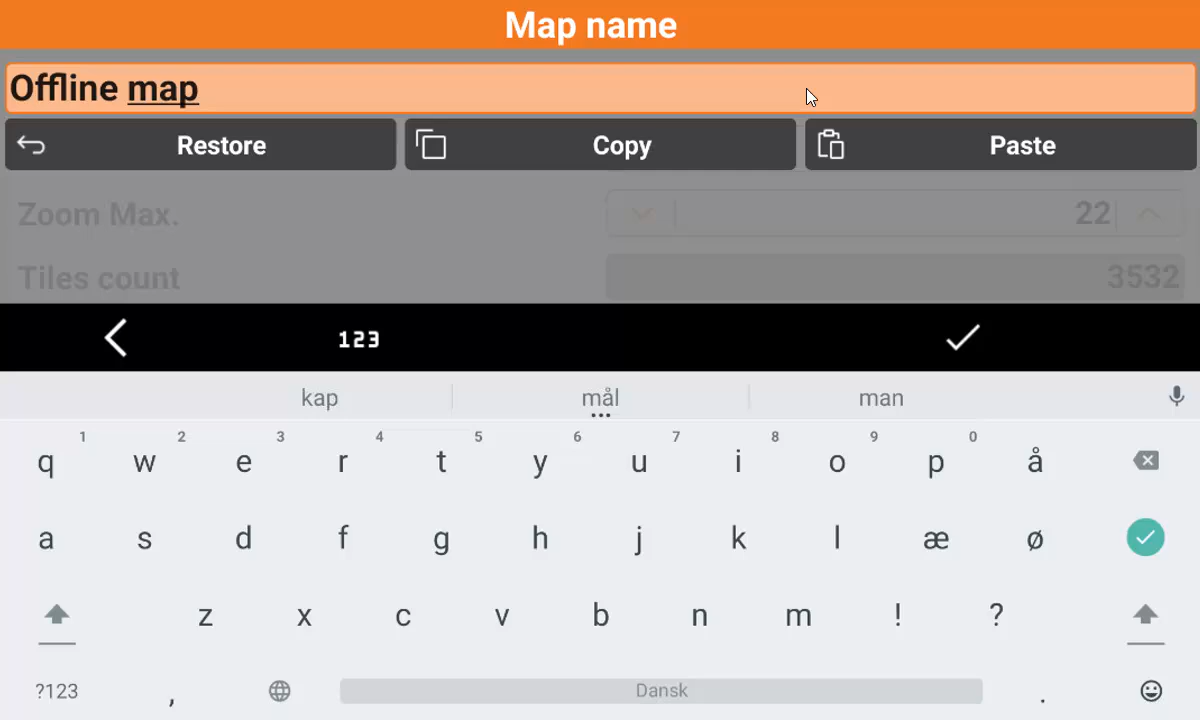 Map name
Offline map
Restore Copy Paste
Zoom Max. 22
Tiles count 3532
123
kap mål man
1 2 3 4 5 6 7 8 9 0
q w e r t y u i o p å
a s d f g h j k l æ ø
z x c v b n m ! ?
?123 , Dansk .